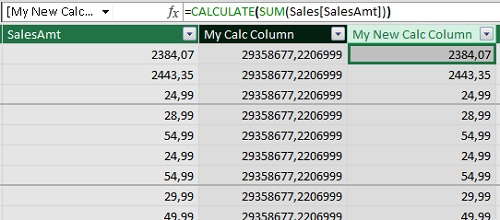 [My New Calc... fx =CALCULATE(SUM(Sales[SalesAmt]))
SalesAmt My Calc Column My New Calc Column
2384,07 29358677,2206999 2384,07
2443,35 29358677,2206999 2443,35
24,99 29358677,2206999 24,99
28,99 29358677,2206999 28,99
54,99 29358677,2206999 54,99
24,99 29358677,2206999 24,99
54,99 29358677,2206999 54,99
29,99 29358677,2206999 29,99
49,99 29358677,2206999 49,99